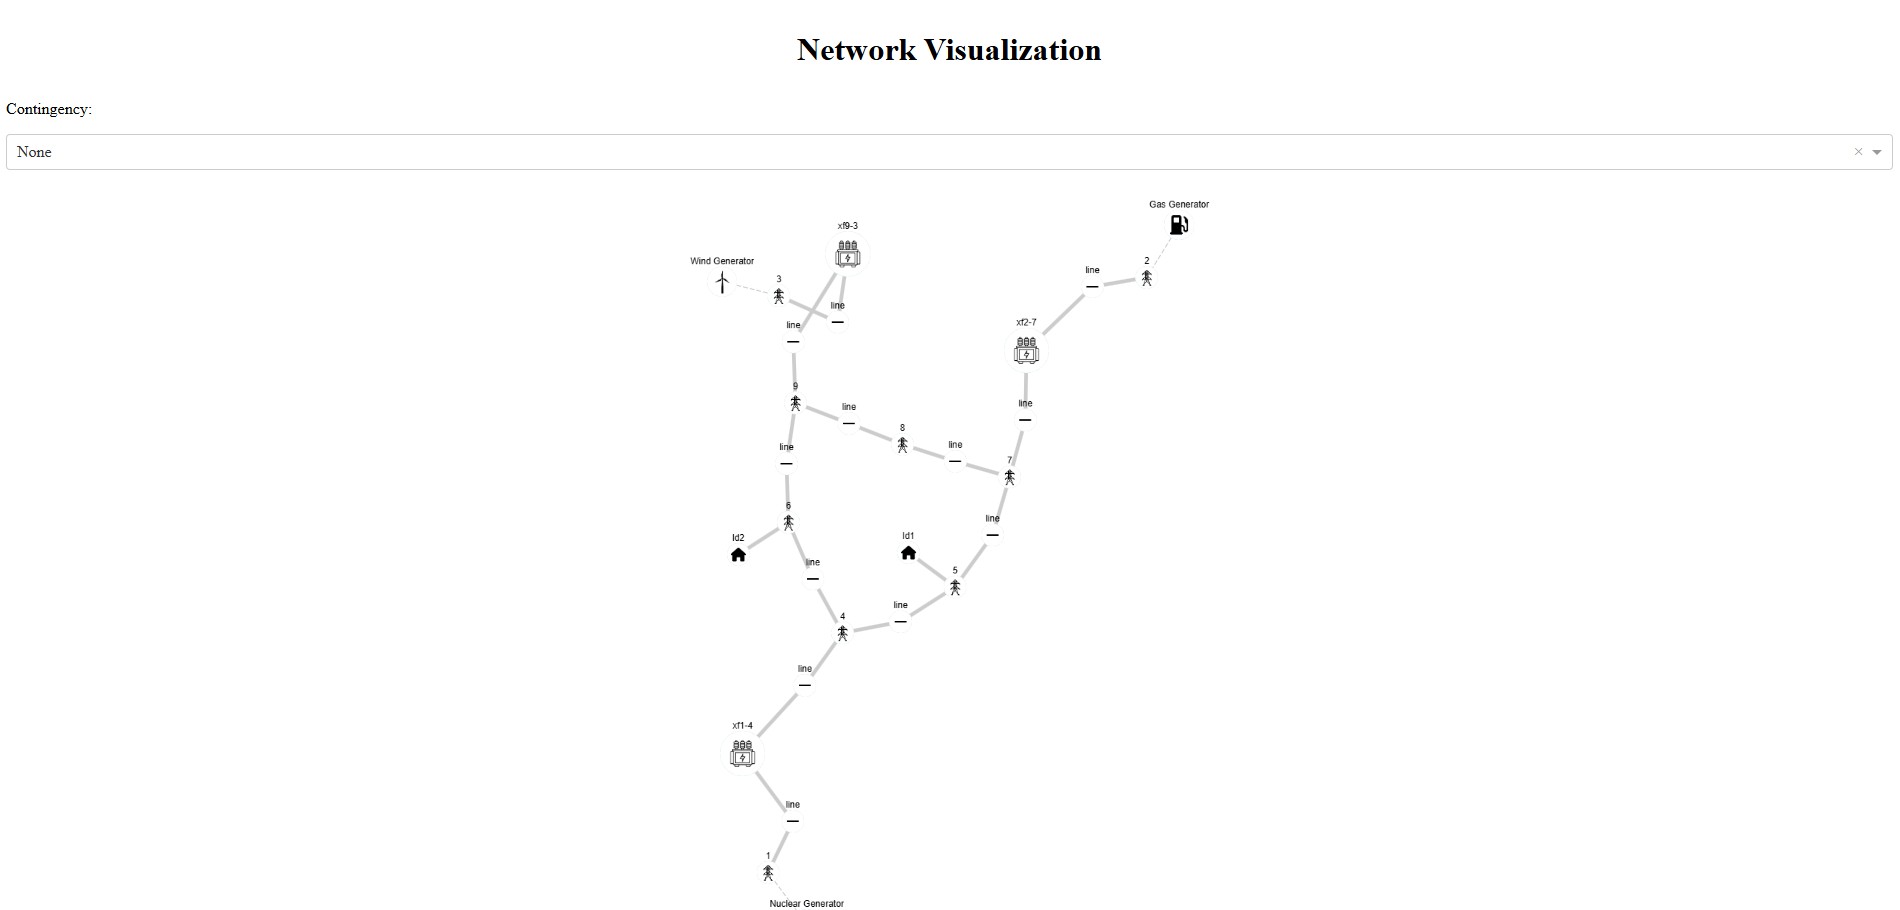 Network Visualization
Contingency:
None
Gas Generator
xf9-3
Wind Generator
2
line
3
line
xf2-7
line
9
line
line
8
line
line
7
6
line
ld2
ld1
line
5
line
4
line
xf1-4
line
1
Nuclear Generator